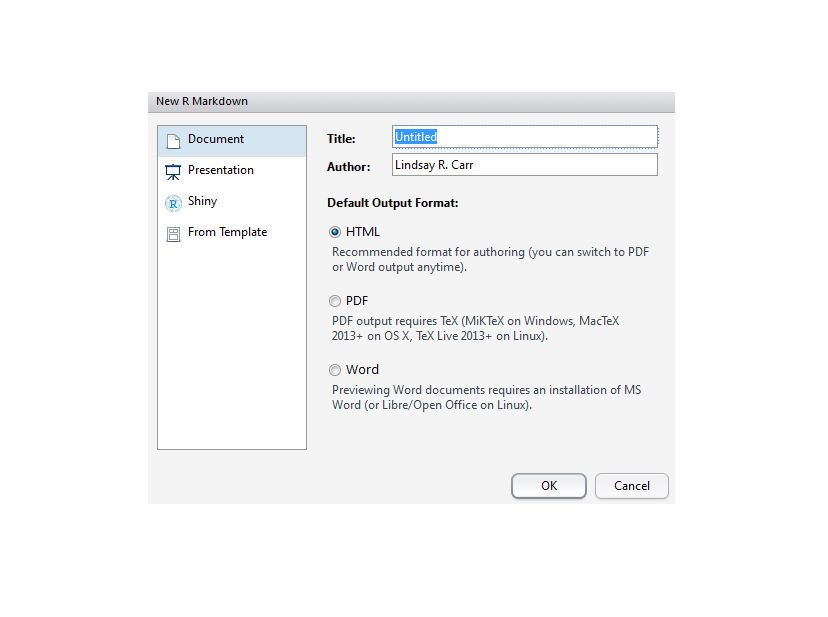 New R Markdown
Document
Presentation
R Shiny
From Template
Title: Untitled
Author: Lindsay R. Carr
Default Output Format:
HTML
Recommended format for authoring (you can switch to PDF
or Word output anytime).
PDF
PDF output requires TeX (MiKTeX on Windows, MacTeX
2013+ on OS X, TeX Live 2013+ on Linux).
Word
Previewing Word documents requires an installation of MS
Word (or Libre/Open Office on Linux).
OK Cancel